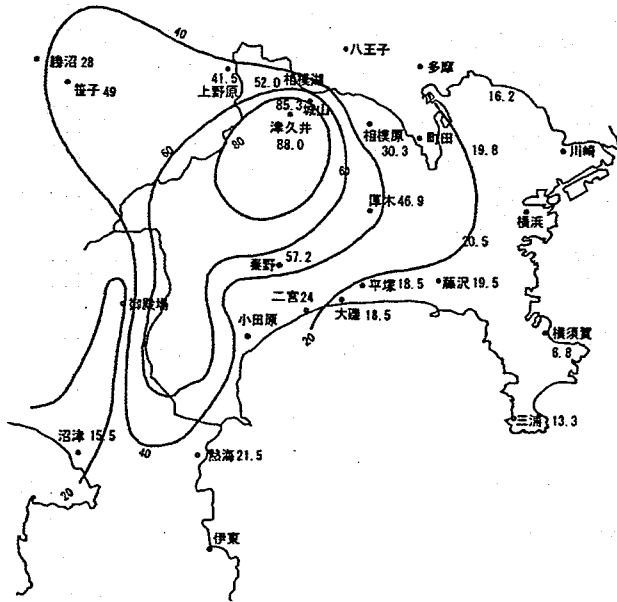 40
八王子
勝沼 28
多摩
笹子 49
41.5
上野原
52.0
相模湖
85.3
城山
津久井
88.0
80
60
16.2
相模原
30.3
町田
19.8
川崎
60
厚木 46.9
横浜
20.5
秦野 57.2
御殿場
二宮 24
平塚 18.5
藤沢 19.5
大磯
18.5
小田原
20
横須賀
6.8
三浦 13.3
沼津 15.5
40
熱海 21.5
20
伊東